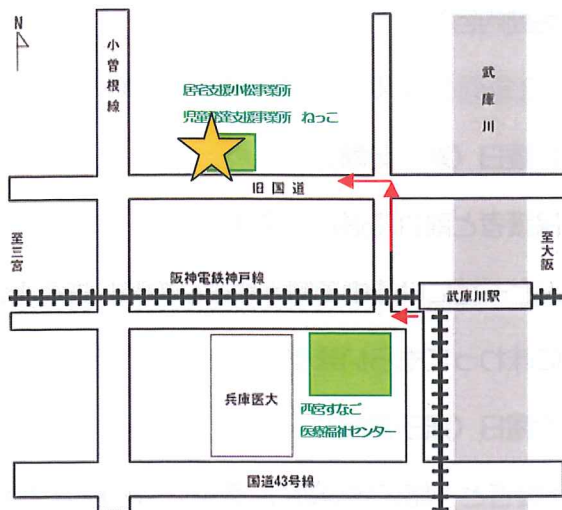 N
小曽根線
武庫川
居宅支援小松事業所
児童発達支援事業所 ねっこ
旧国道
至三宮
至大阪
阪神電鉄神戸線
武庫川駅
兵庫医大
西宮すなご
医療福祉センター
国道43号線